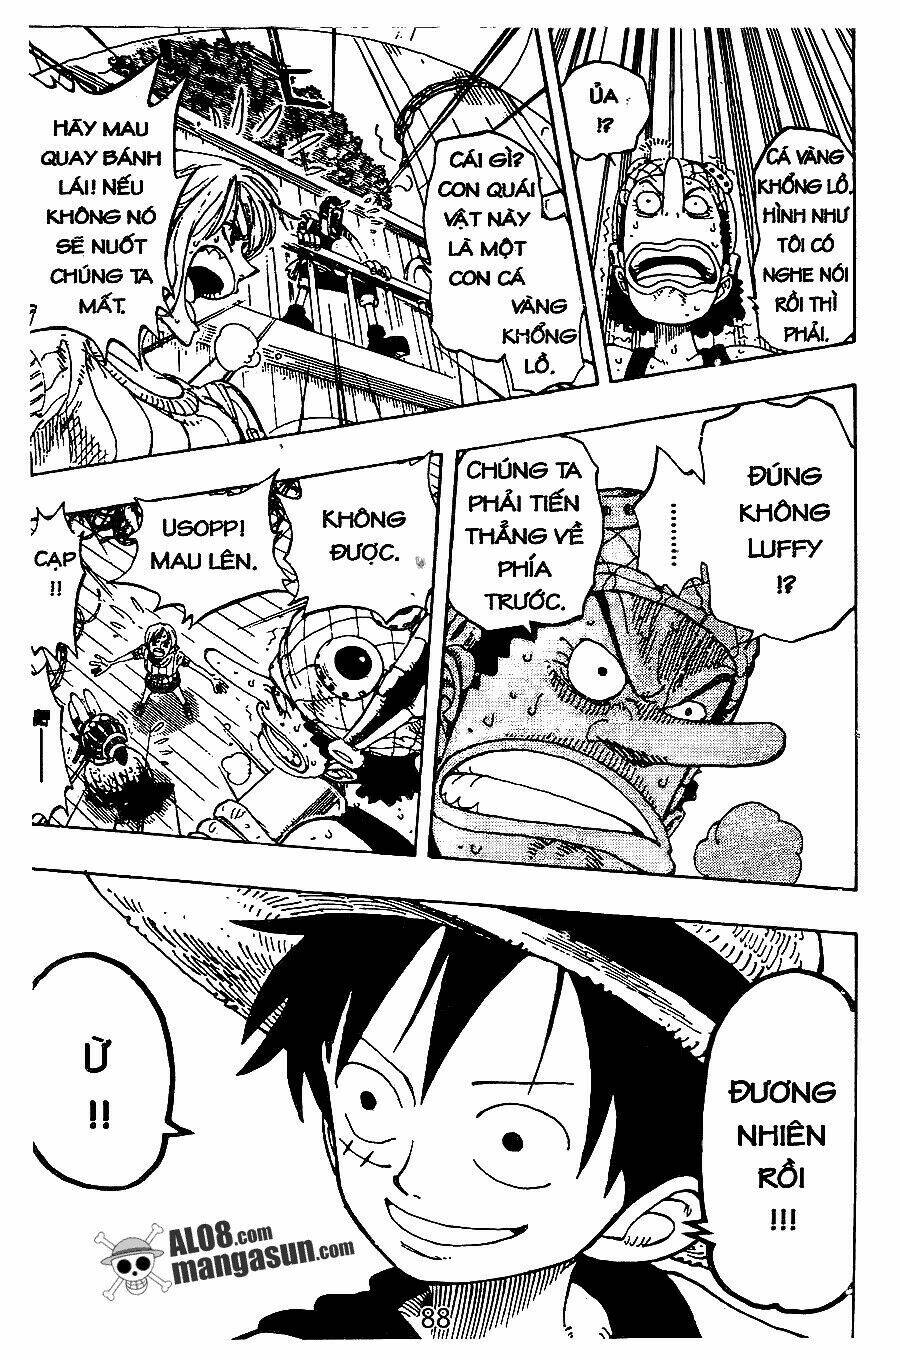 ỦA
!?
CÁ VÀNG
KHỔNG LỒ.
HÌNH NHƯ
TÔI CÓ
NGHE NÓI
RỒI THÌ
PHẢI.
CÁI GÌ?
CON QUÁI
VẬT NÀY
LÀ MỘT
CON CÁ
VÀNG
KHỔNG
LỒ.
HÃY MAU
QUAY BÁNH
LÁI! NẾU
KHÔNG NÓ
SẼ NUỐT
CHÚNG TA
MẤT.
ĐÚNG
KHÔNG
LUFFY
!?
........
CHÚNG TA
PHẢI TIẾN
THẲNG VỀ
PHÍA
TRƯỚC.
KHÔNG
ĐƯỢC.
USOPP!
MAU LÊN.
CẠP
!!
ĐƯƠNG
NHIÊN
RỒI
!!!
Ừ
!!
AL08.com
mangasun.com
88